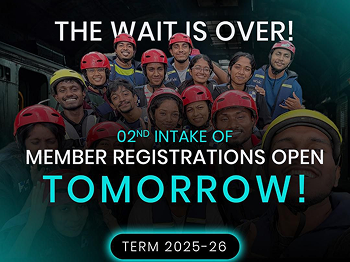 THE WAIT IS OVER!
02ND INTAKE OF
MEMBER REGISTRATIONS OPEN
TOMORROW!
TERM 2025-26